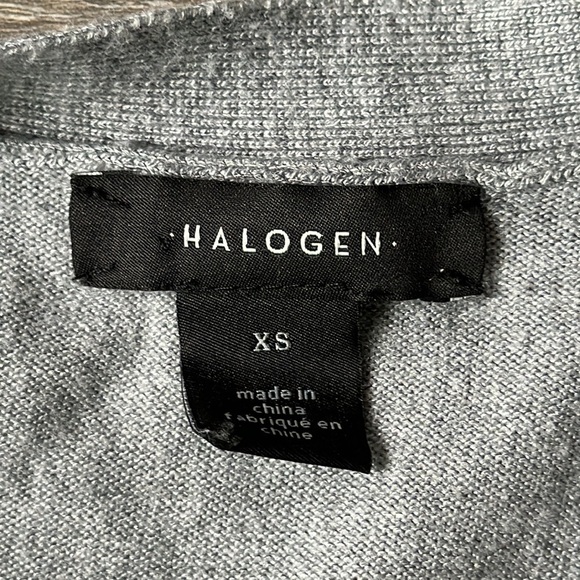 ·HALOGEN·
XS
made in
china
fabriqué en
chine